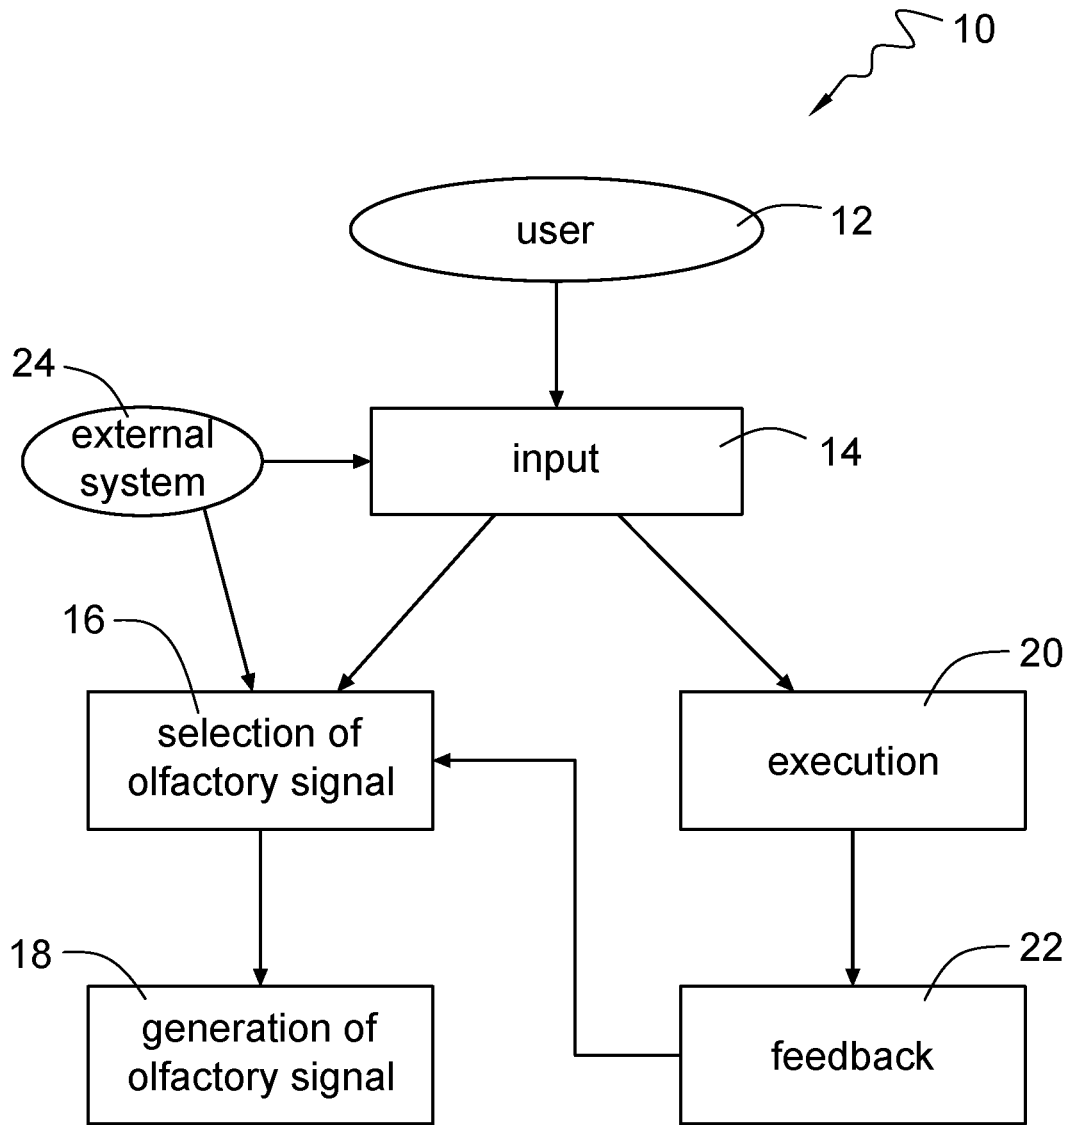 10
user
12
24
external
system
input
14
16
20
selection of
olfactory signal
execution
18
22
generation of
olfactory signal
feedback